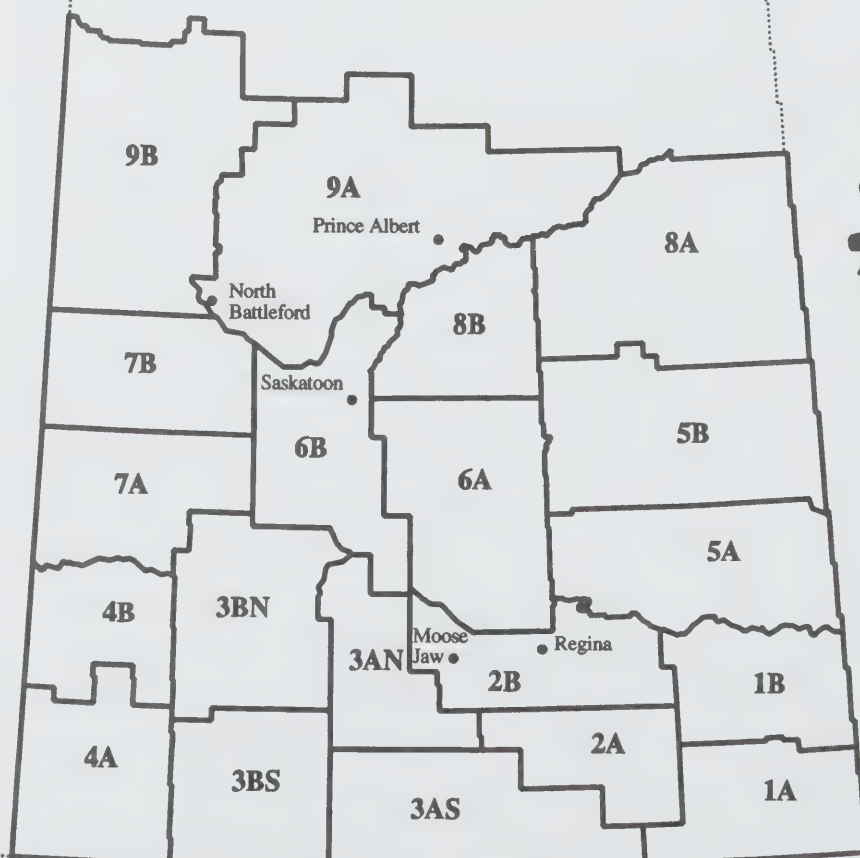 9B
9A
Prince Albert
8A
North
Battleford
8B
7B
Saskatoon
5B
6B
6A
7A
5A
4B
3BN
Moose
Jaw
Regina
3AN
2B
1B
2A
4A
3BS
1A
3AS